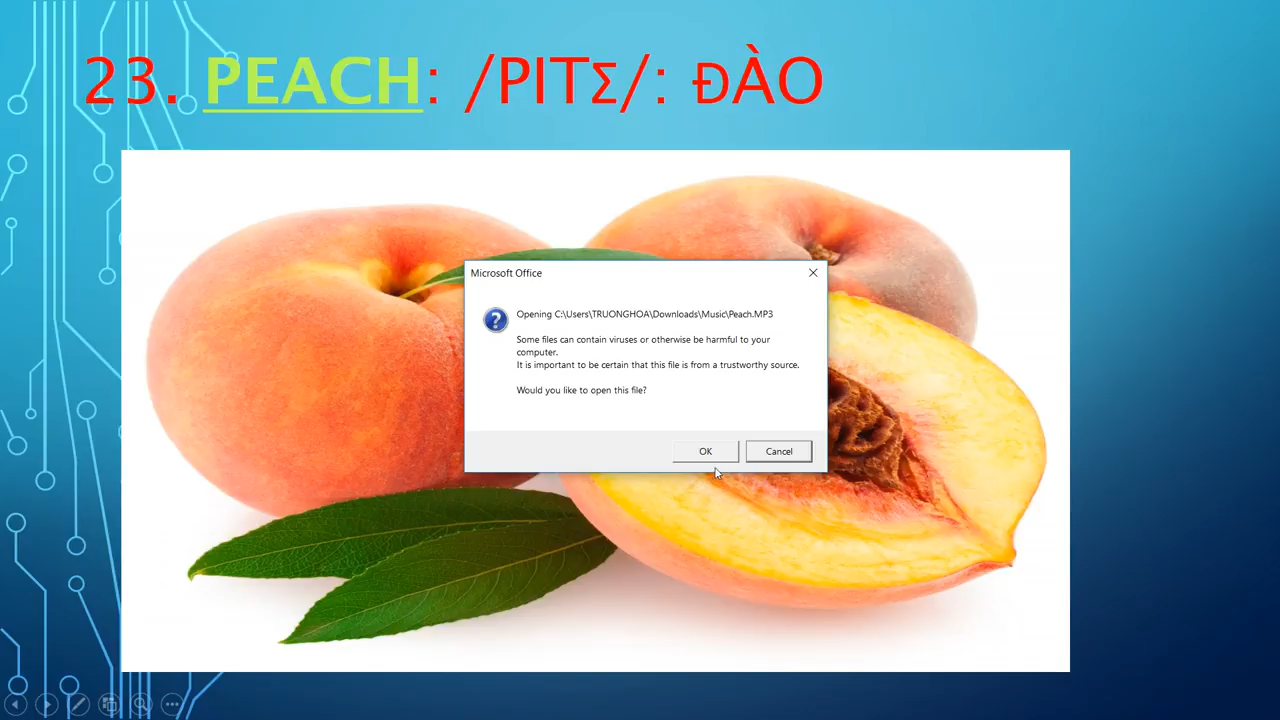 23. PEACH: /PITΣ/: ĐÀO
Microsoft Office
Opening C:\Users\TRUONGHOA\Downloads\Music\Peach.MP3
Some files can contain viruses or otherwise be harmful to your
computer.
It is important to be certain that this file is from a trustworthy source.
Would you like to open this file?
OK Cancel